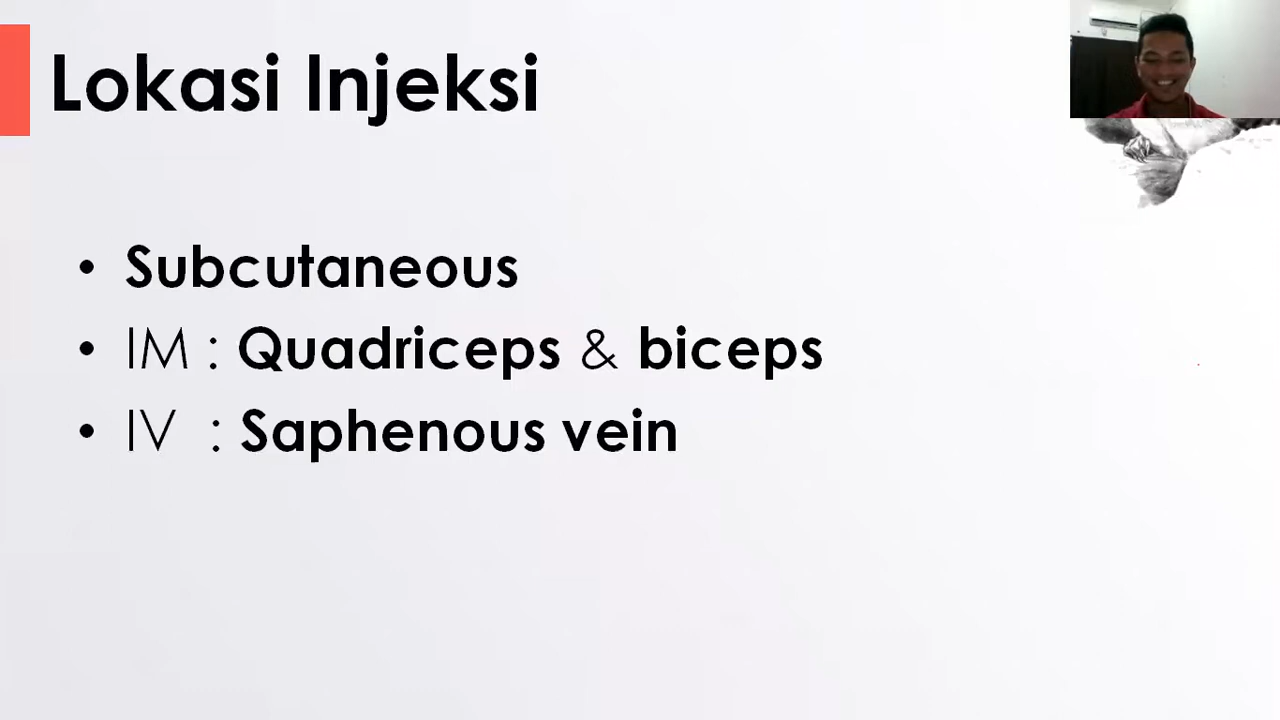 Lokasi Injeksi
• Subcutaneous
• IM : Quadriceps & biceps
• IV : Saphenous vein